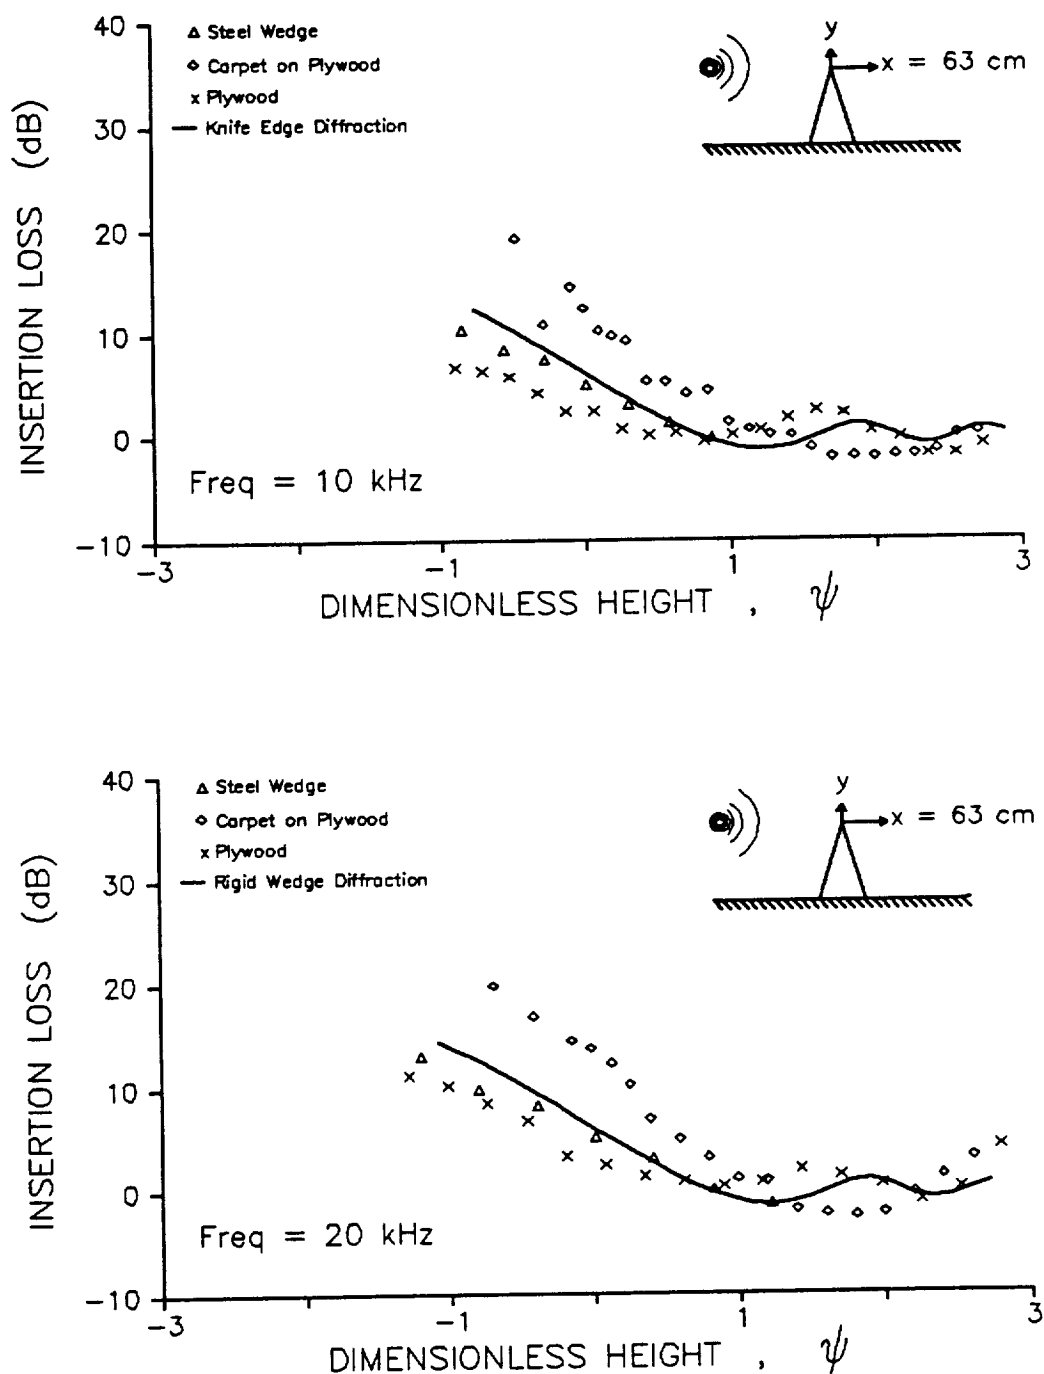 40
△ Steel Wedge
◇ Carpet on Plywood
× Plywood
— Knife Edge Diffraction
y
x = 63 cm
30
20
10
0
-10
INSERTION LOSS (dB)
Freq = 10 kHz
-3
-1
1
3
DIMENSIONLESS HEIGHT , ψ
40
△ Steel Wedge
◇ Carpet on Plywood
× Plywood
— Rigid Wedge Diffraction
y
x = 63 cm
30
20
10
0
-10
INSERTION LOSS (dB)
Freq = 20 kHz
-3
-1
1
3
DIMENSIONLESS HEIGHT , ψ